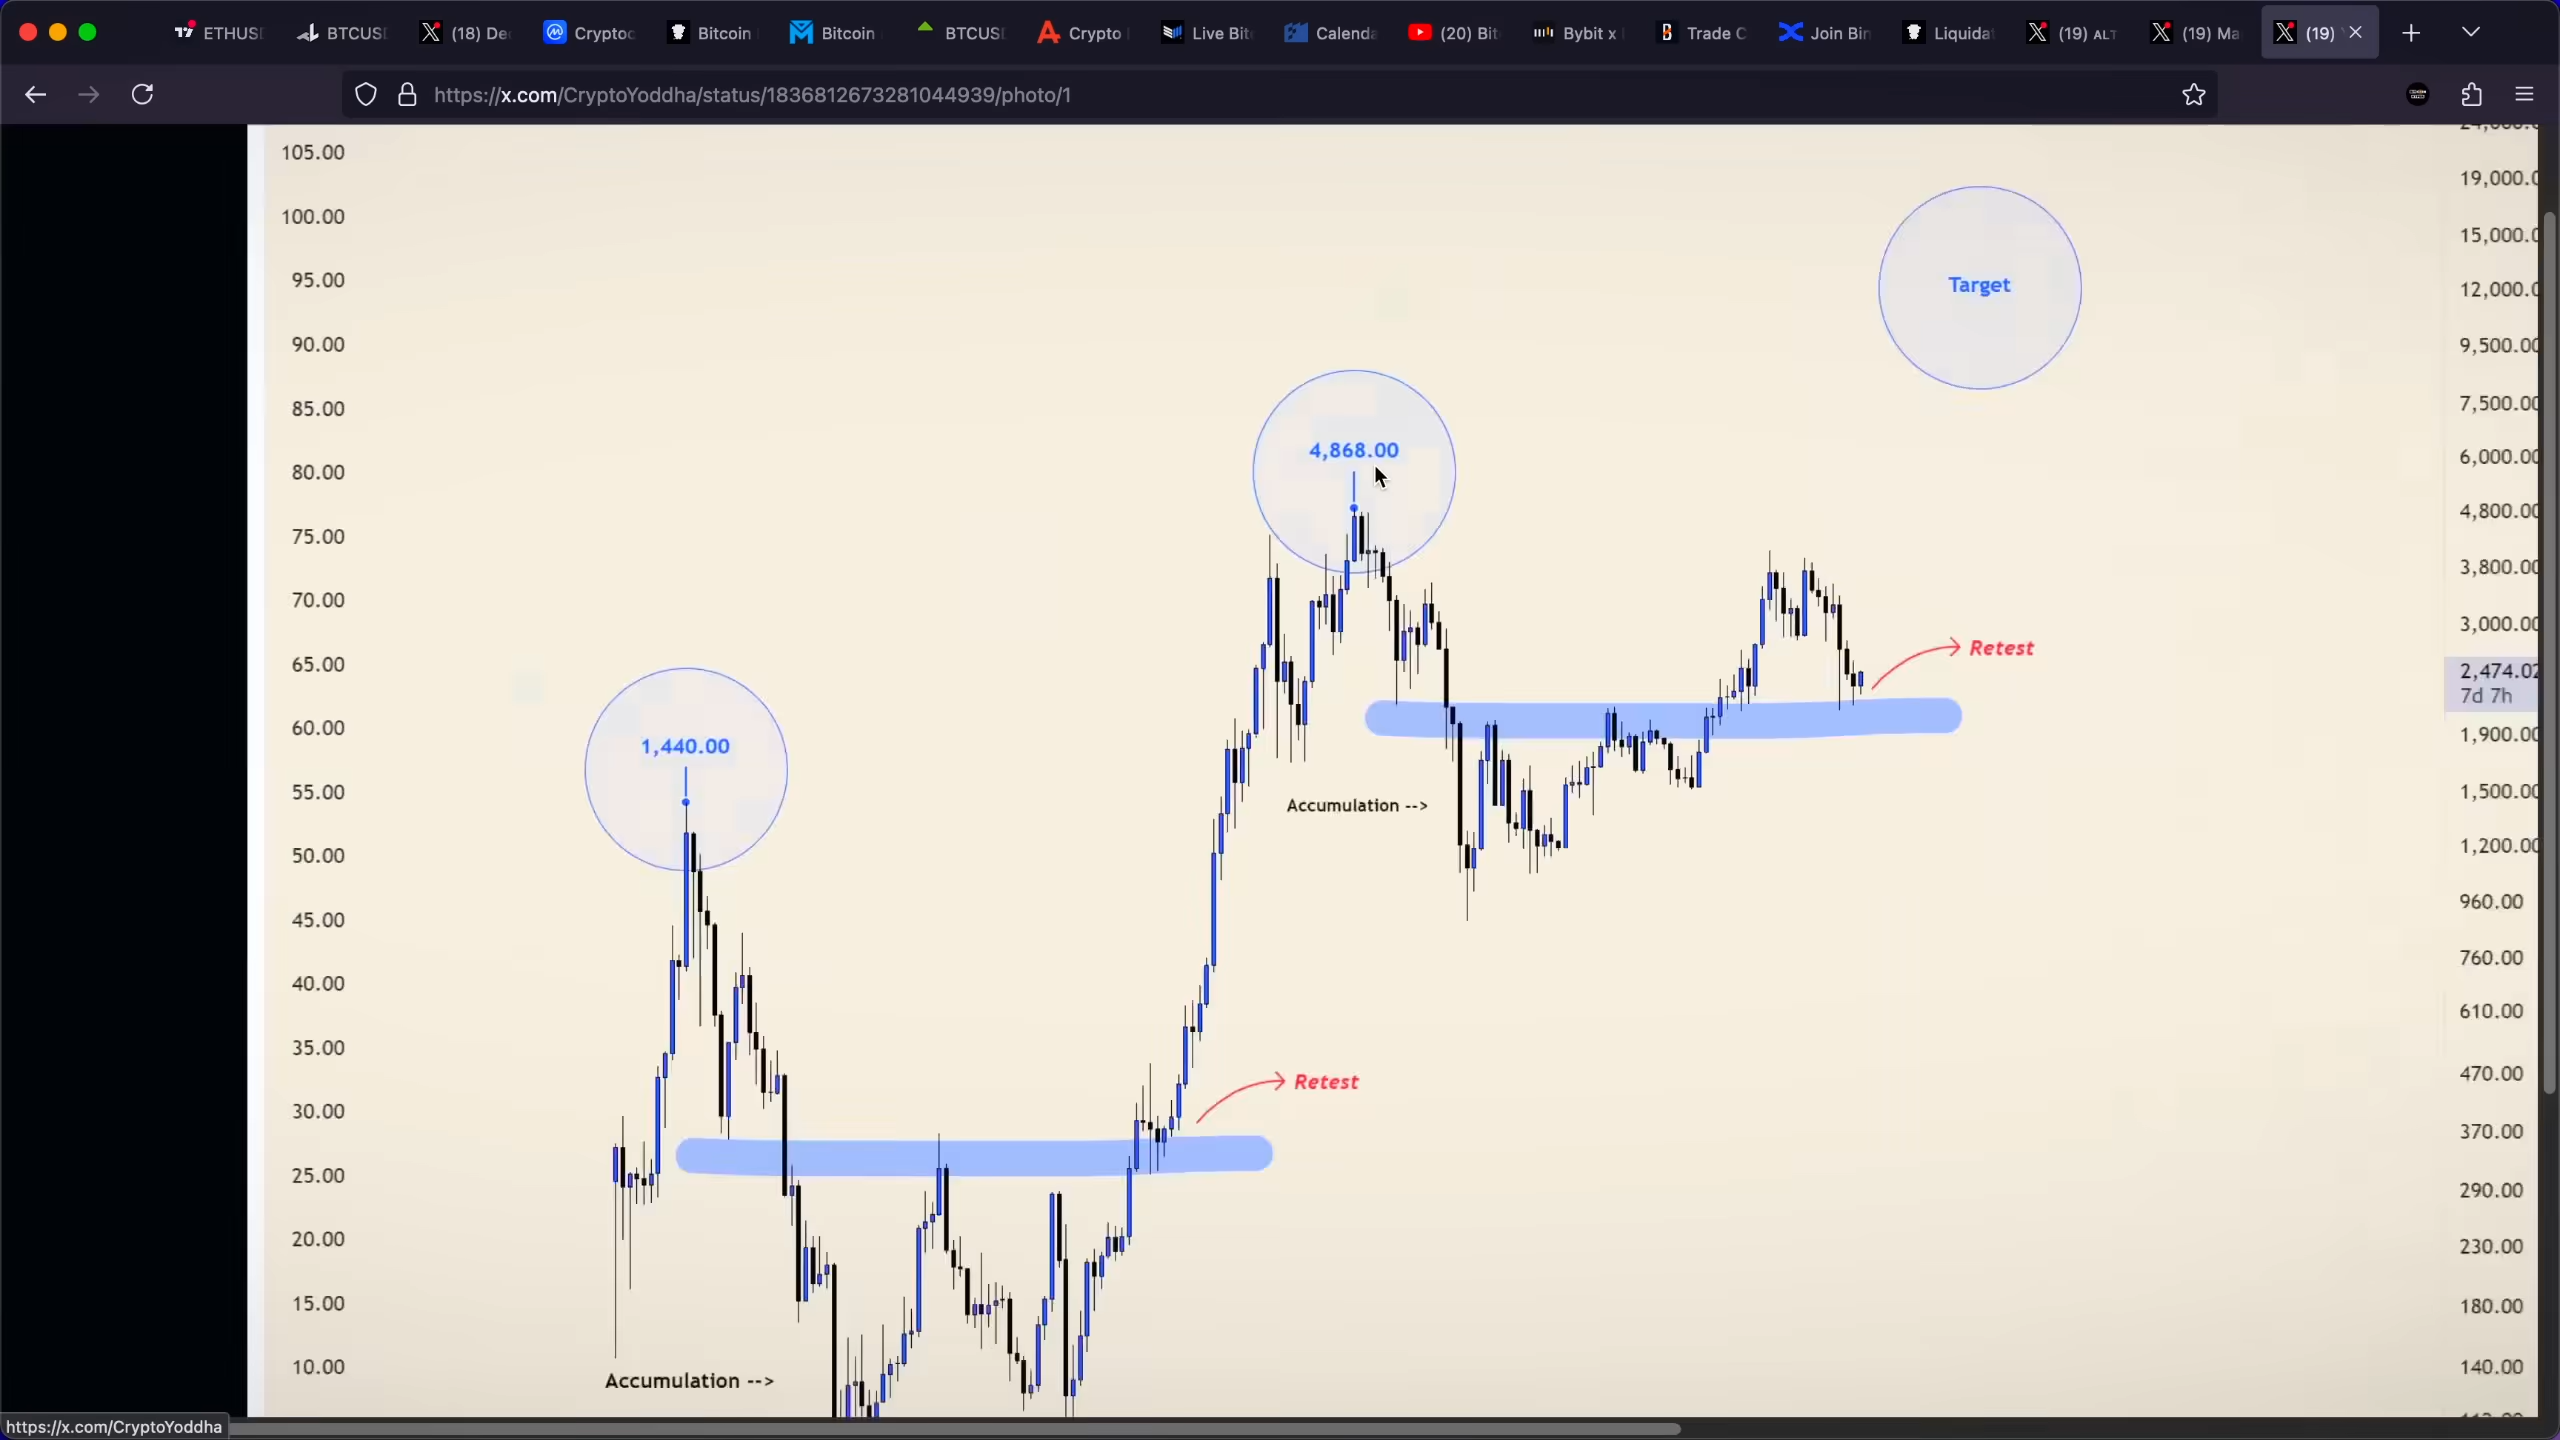 ETHUS
BTCUS
(18) De
Cryptoc
Bitcoin
Bitcoin
BTCUS
Crypto
Live Bit
Calenda
(20) Bit
Bybit x
Trade C
Join Bin
Liquida
(19) ALT
(19) Ma
(19)
https://x.com/CryptoYoddha/status/1836812673281044939/photo/1
105.00
100.00
95.00
90.00
85.00
80.00
75.00
70.00
65.00
60.00
55.00
50.00
45.00
40.00
35.00
30.00
25.00
20.00
15.00
10.00
Target
4,868.00
1,440.00
Retest
Accumulation -->
Retest
Accumulation -->
19,000.0
15,000.0
12,000.0
9,500.00
7,500.00
6,000.00
4,800.00
3,800.00
3,000.00
2,474.02
7d 7h
1,900.00
1,500.00
1,200.00
960.00
760.00
610.00
470.00
370.00
290.00
230.00
180.00
140.00
https://x.com/CryptoYoddha